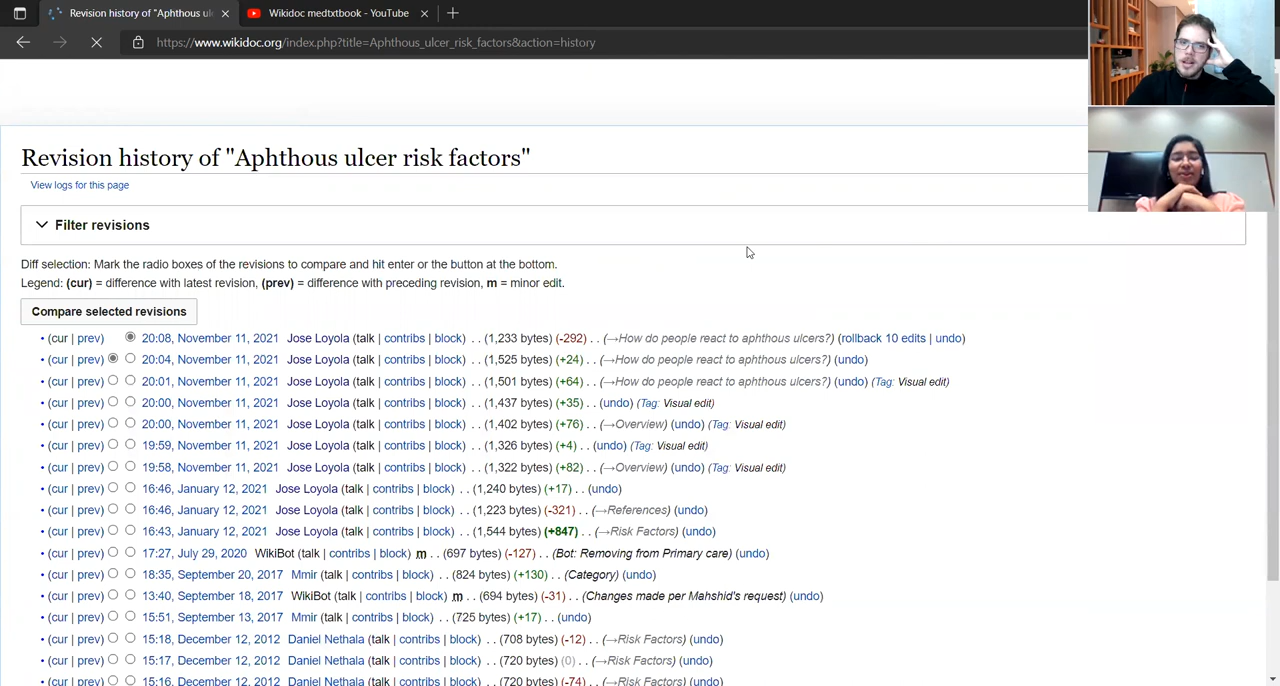 Revision history of "Aphthous ul
Wikidoc medtxtbook - YouTube
https://www.wikidoc.org/index.php?title=Aphthous_ulcer_risk_factors&action=history
Revision history of "Aphthous ulcer risk factors"
View logs for this page
Filter revisions
Diff selection: Mark the radio boxes of the revisions to compare and hit enter or the button at the bottom.
Legend: (cur) = difference with latest revision, (prev) = difference with preceding revision, m = minor edit.
Compare selected revisions
• (cur | prev) 20:08, November 11, 2021 Jose Loyola (talk | contribs | block) . . (1,233 bytes) (-292) . . (→How do people react to aphthous ulcers?) (rollback 10 edits | undo)
• (cur | prev) 20:04, November 11, 2021 Jose Loyola (talk | contribs | block) . . (1,525 bytes) (+24) . . (→How do people react to aphthous ulcers?) (undo)
• (cur | prev) 20:01, November 11, 2021 Jose Loyola (talk | contribs | block) . . (1,501 bytes) (+64) . . (→How do people react to aphthous ulcers?) (undo) (Tag: Visual edit)
• (cur | prev) 20:00, November 11, 2021 Jose Loyola (talk | contribs | block) . . (1,437 bytes) (+35) . . (undo) (Tag: Visual edit)
• (cur | prev) 20:00, November 11, 2021 Jose Loyola (talk | contribs | block) . . (1,402 bytes) (+76) . . (→Overview) (undo) (Tag: Visual edit)
• (cur | prev) 19:59, November 11, 2021 Jose Loyola (talk | contribs | block) . . (1,326 bytes) (+4) . . (undo) (Tag: Visual edit)
• (cur | prev) 19:58, November 11, 2021 Jose Loyola (talk | contribs | block) . . (1,322 bytes) (+82) . . (→Overview) (undo) (Tag: Visual edit)
• (cur | prev) 16:46, January 12, 2021 Jose Loyola (talk | contribs | block) . . (1,240 bytes) (+17) . . (undo)
• (cur | prev) 16:46, January 12, 2021 Jose Loyola (talk | contribs | block) . . (1,223 bytes) (-321) . . (→References) (undo)
• (cur | prev) 16:43, January 12, 2021 Jose Loyola (talk | contribs | block) . . (1,544 bytes) (+847) . . (→Risk Factors) (undo)
• (cur | prev) 17:27, July 29, 2020 WikiBot (talk | contribs | block) m . . (697 bytes) (-127) . . (Bot: Removing from Primary care) (undo)
• (cur | prev) 18:35, September 20, 2017 Mmir (talk | contribs | block) . . (824 bytes) (+130) . . (Category) (undo)
• (cur | prev) 13:40, September 18, 2017 WikiBot (talk | contribs | block) m . . (694 bytes) (-31) . . (Changes made per Mahshid's request) (undo)
• (cur | prev) 15:51, September 13, 2017 Mmir (talk | contribs | block) . . (725 bytes) (+17) . . (undo)
• (cur | prev) 15:18, December 12, 2012 Daniel Nethala (talk | contribs | block) . . (708 bytes) (-12) . . (→Risk Factors) (undo)
• (cur | prev) 15:17, December 12, 2012 Daniel Nethala (talk | contribs | block) . . (720 bytes) (0) . . (→Risk Factors) (undo)
• (cur | prev) 15:16, December 12, 2012 Daniel Nethala (talk | contribs | block) . . (720 bytes) (-74) . . (→Risk Factors) (undo)